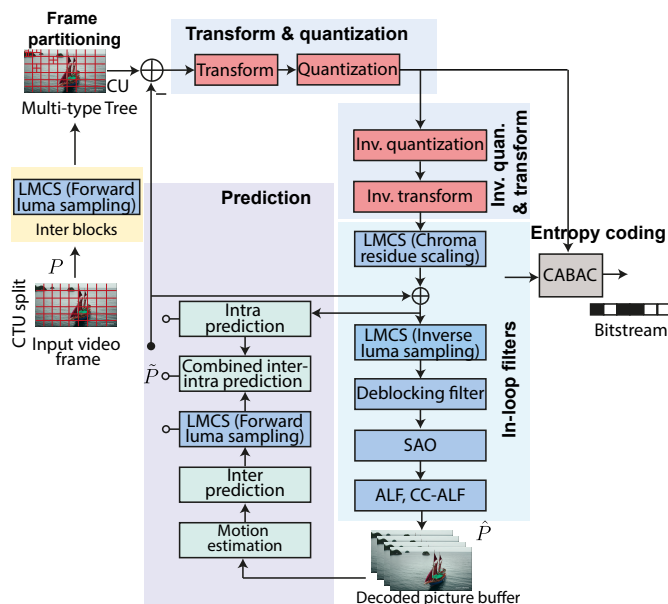 Frame
partitioning
CU
Multi-type Tree
Transform & quantization
Transform
Quantization
−
Inv. quantization
Inv. transform
Inv. quan.
& transform
LMCS (Forward
luma sampling)
Inter blocks
P
CTU split
Input video
frame
Prediction
Intra
prediction
P̃
Combined inter-
intra prediction
LMCS (Forward
luma sampling)
Inter
prediction
Motion
estimation
LMCS (Chroma
residue scaling)
LMCS (Inverse
luma sampling)
Deblocking filter
SAO
ALF, CC-ALF
In-loop filters
P̂
Decoded picture buffer
Entropy coding
CABAC
Bitstream